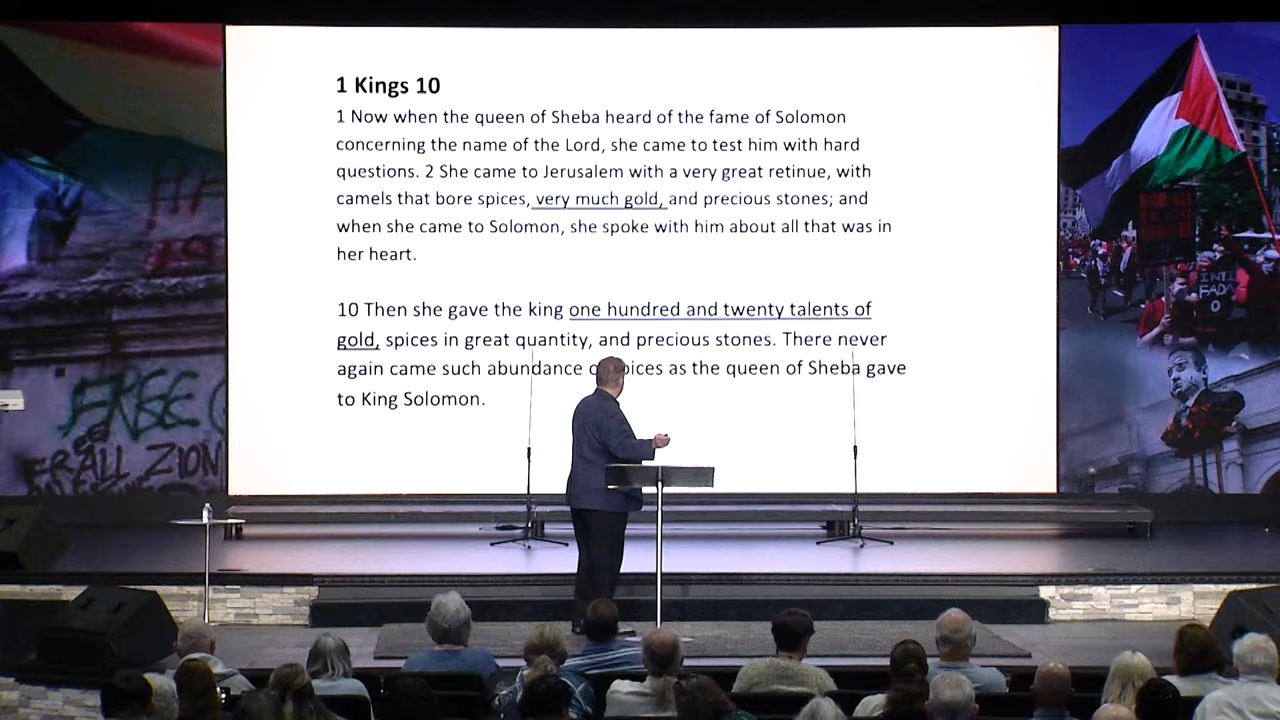 1 Kings 10
1 Now when the queen of Sheba heard of the fame of Solomon
concerning the name of the Lord, she came to test him with hard
questions. 2 She came to Jerusalem with a very great retinue, with
camels that bore spices, very much gold, and precious stones; and
when she came to Solomon, she spoke with him about all that was in
her heart.
10 Then she gave the king one hundred and twenty talents of
gold, spices in great quantity, and precious stones. There never
again came such abundance as the queen of Sheba gave
to King Solomon.
HA
FREE
ALL ZION
INTI
FADA